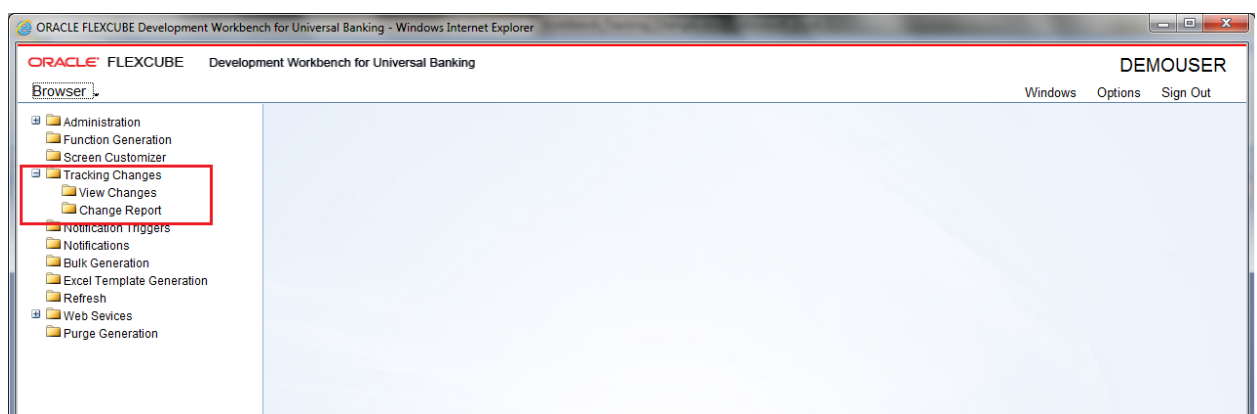 ORACLE FLEXCUBE Development Workbench for Universal Banking - Windows Internet Explorer
ORACLE FLEXCUBE Development Workbench for Universal Banking
DEMOUSER
Browser
Windows Options Sign Out
Administration
Function Generation
Screen Customizer
Tracking Changes
View Changes
Change Report
Notification Triggers
Notifications
Bulk Generation
Excel Template Generation
Refresh
Web Sevices
Purge Generation